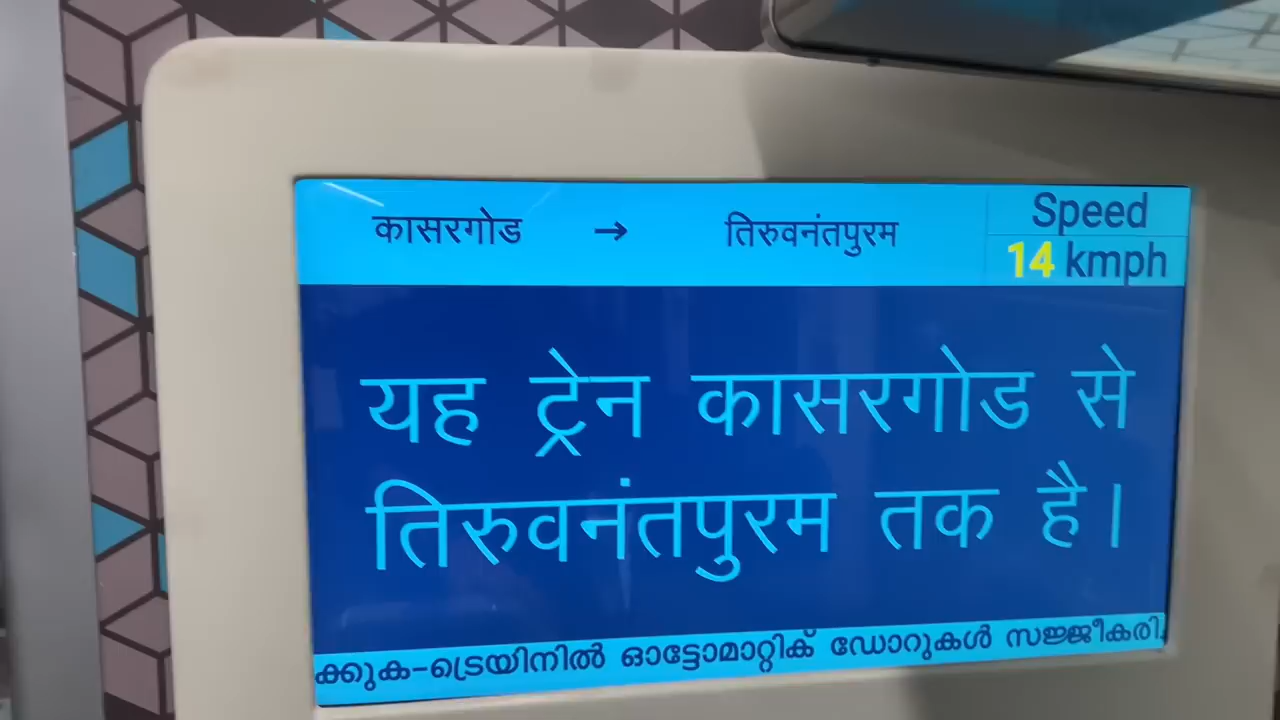 कासरगोड → तिरुवनंतपुरम
Speed
14 kmph
यह ट्रेन कासरगोड से
तिरुवनंतपुरम तक है।
ക്കുക-ട്രെയിനിൽ ഓട്ടോമാറ്റിക് ഡോറുകൾ സജ്ജീകരി